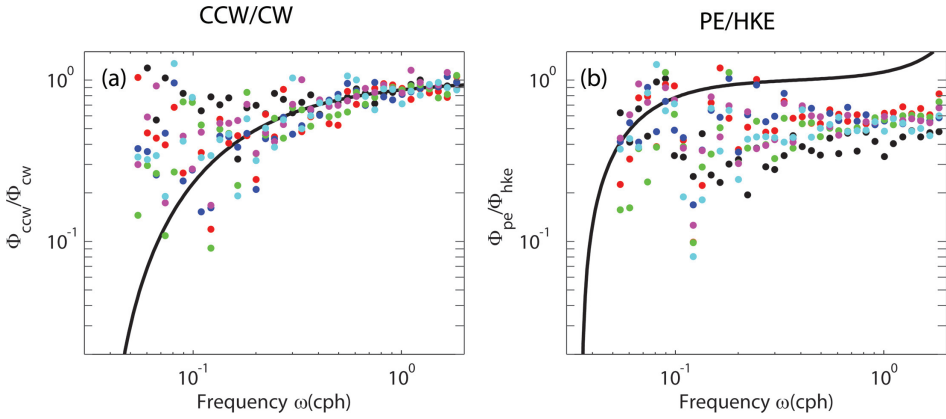 CCW/CW
PE/HKE
(a)
(b)
10⁰
10⁻¹
10⁰
10⁻¹
Φccw/Φcw
Φpe/Φhke
10⁻¹
10⁰
10⁻¹
10⁰
Frequency ω(cph)
Frequency ω(cph)